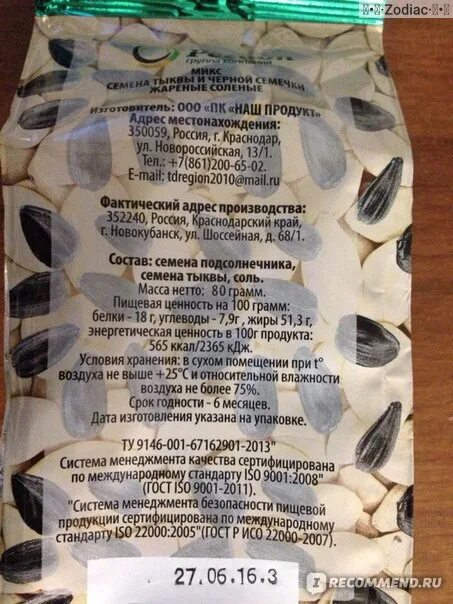 -Zodiac-
группа компаний
МИКС
СЕМЕНА ТЫКВЫ И ЧЕРНОЙ СЕМЕЧКИ
ЖАРЕНЫЕ СОЛЕНЫЕ
Изготовитель: ООО "ПК «НАШ ПРОДУКТ»
Адрес местонахождения:
350059, Россия, г. Краснодар,
ул. Новороссийская, 13/1.
Тел.: +7(861)200-65-02.
E-mail: tdregion2010@mail.ru
Фактический адрес производства:
352240, Россия, Краснодарский край,
г. Новокубанск, ул. Шоссейная, д. 68/1.
Состав: семена подсолнечника,
семена тыквы, соль.
Масса нетто: 80 грамм.
Пищевая ценность на 100 грамм:
белки - 18 г, углеводы - 7,9г, жиры 51,3 г,
энергетическая ценность в 100г продукта:
565 ккал/2365 кДж.
Условия хранения: в сухом помещении при t°
воздуха не выше +25°С и относительной влажности
воздуха не более 75%.
Срок годности - 6 месяцев.
Дата изготовления указана на упаковке.
ТУ 9146-001-67162901-2013"
Система менеджмента качества сертифицирована
по международному стандарту ISO 9001:2008"
(ГОСТ ISO 9001-2011).
"Система менеджмента безопасности пищевой
продукции сертифицирована по международному
стандарту ISO 22000:2005"(ГОСТ Р ИСО 22000-2007).
27.06.16.3
IRECOMMEND.RU